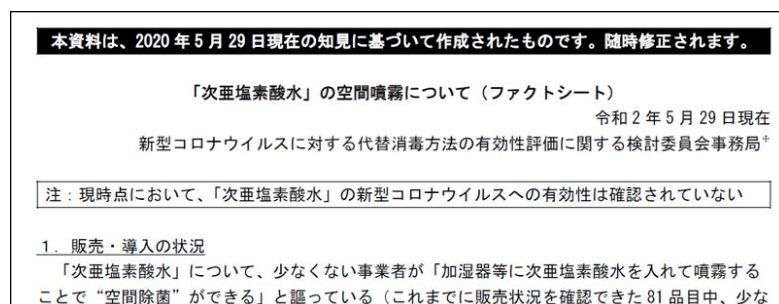 本資料は、2020年5月29日現在の知見に基づいて作成されたものです。随時修正されます。
「次亜塩素酸水」の空間噴霧について（ファクトシート）
令和2年5月29日現在
新型コロナウイルスに対する代替消毒方法の有効性評価に関する検討委員会事務局÷
注：現時点において、「次亜塩素酸水」の新型コロナウイルスへの有効性は確認されていない
1．販売・導入の状況
「次亜塩素酸水」について、少なくない事業者が「加湿器等に次亜塩素酸水を入れて噴霧する
ことで“空間除菌”ができる」と謳っている（これまでに販売状況を確認できた81品目中、少な